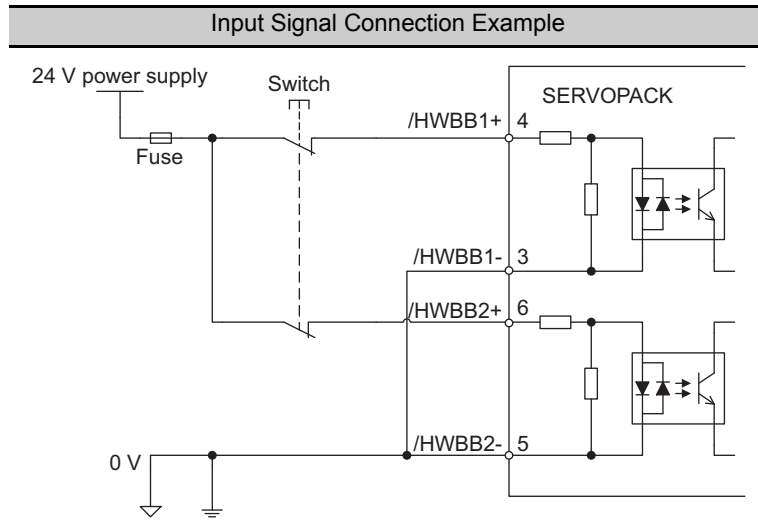 Input Signal Connection Example
24 V power supply
Switch
SERVOPACK
/HWBB1+ 4
Fuse
/HWBB1- 3
/HWBB2+ 6
/HWBB2- 5
0 V